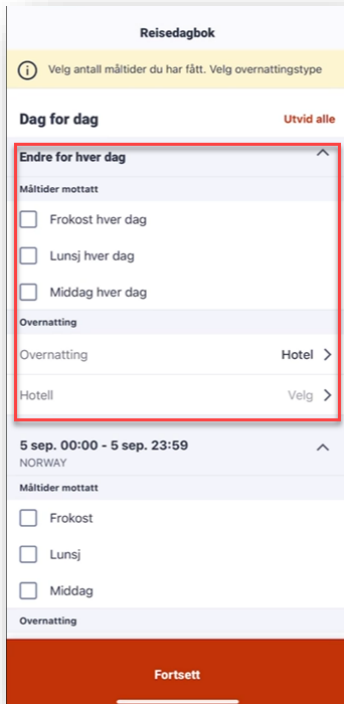 Reisedagbok
Velg antall måltider du har fått. Velg overnattingstype
Dag for dag Utvid alle
Endre for hver dag
Måltider mottatt
Frokost hver dag
Lunsj hver dag
Middag hver dag
Overnatting
Overnatting Hotel
Hotell Velg
5 sep. 00:00 - 5 sep. 23:59
NORWAY
Måltider mottatt
Frokost
Lunsj
Middag
Overnatting
Fortsett